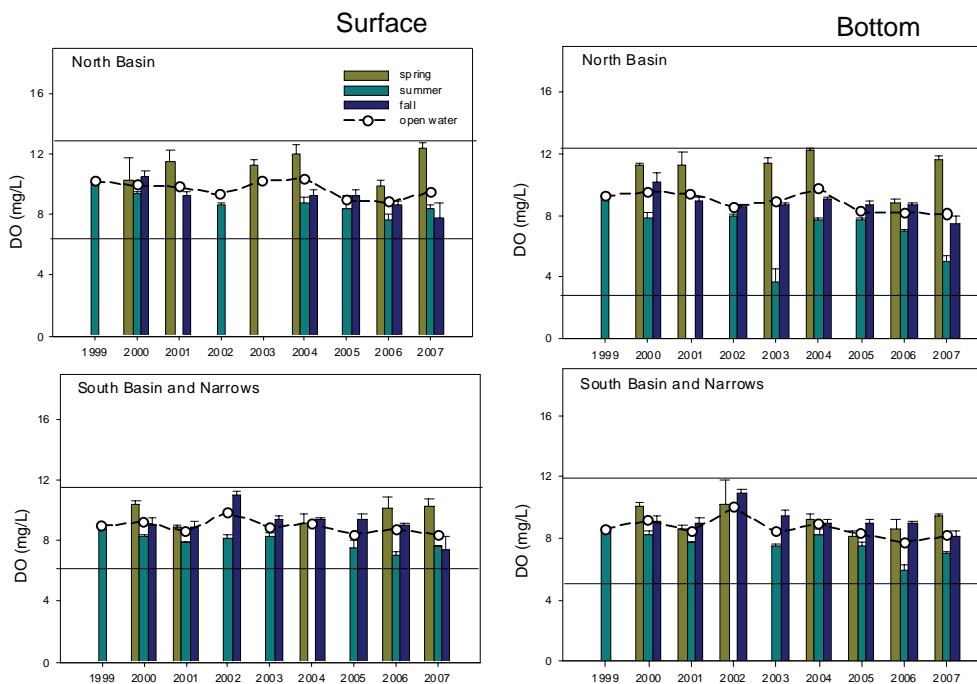 Surface
Bottom
North Basin
spring
summer
fall
open water
DO (mg/L)
16
12
8
4
0
1999 2000 2001 2002 2003 2004 2005 2006 2007
North Basin
DO (mg/L)
16
12
8
4
0
1999 2000 2001 2002 2003 2004 2005 2006 2007
South Basin and Narrows
DO (mg/L)
16
12
8
4
0
1999 2000 2001 2002 2003 2004 2005 2006 2007
South Basin and Narrows
DO (mg/L)
16
12
8
4
0
1999 2000 2001 2002 2003 2004 2005 2006 2007